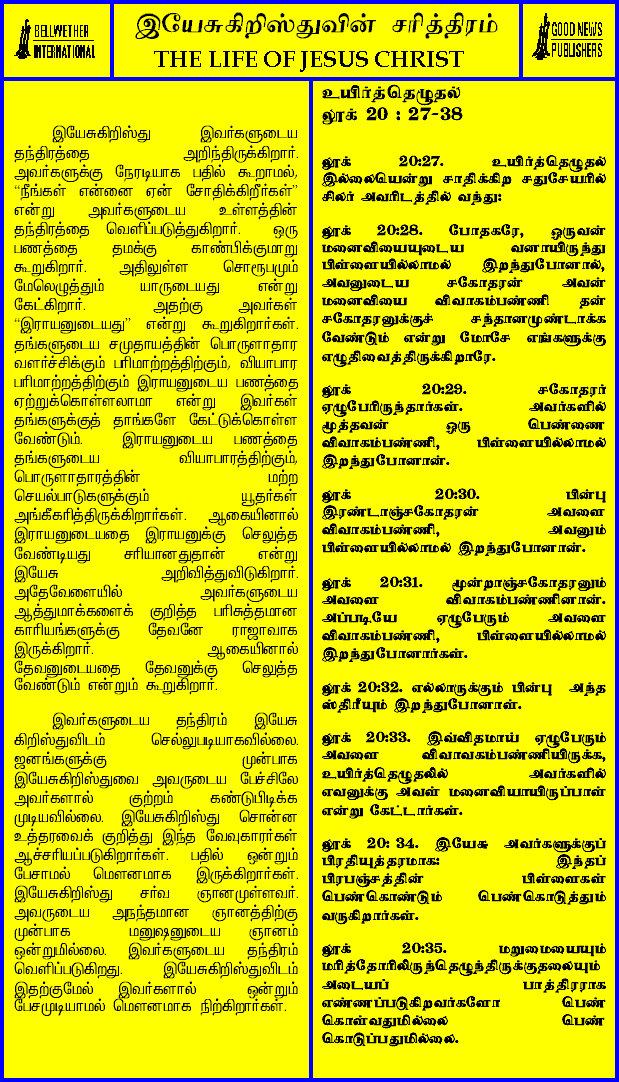 BELLWETHER
INTERNATIONAL
இயேசுகிறிஸ்துவின் சரித்திரம்
THE LIFE OF JESUS CHRIST
GOOD NEWS
PUBLISHERS
இயேசுகிறிஸ்து இவர்களுடைய
தந்திரத்தை அறிந்திருக்கிறார்.
அவர்களுக்கு நேரடியாக பதில் கூறாமல்,
“நீங்கள் என்னை ஏன் சோதிக்கிறீர்கள்”
என்று அவர்களுடைய உள்ளத்தின்
தந்திரத்தை வெளிப்படுத்துகிறார். ஒரு
பணத்தை தமக்கு காண்பிக்குமாறு
கூறுகிறார். அதிலுள்ள சொரூபமும்
மேலெழுத்தும் யாருடையது என்று
கேட்கிறார். அதற்கு அவர்கள்
“இராயனுடையது” என்று கூறுகிறார்கள்.
தங்களுடைய சமுதாயத்தின் பொருளாதார
வளர்ச்சிக்கும் பரிமாற்றத்திற்கும், வியாபார
பரிமாற்றத்திற்கும் இராயனுடைய பணத்தை
ஏற்றுக்கொள்ளலாமா என்று இவர்கள்
தங்களுக்குத் தாங்களே கேட்டுக்கொள்ள
வேண்டும். இராயனுடைய பணத்தை
தங்களுடைய வியாபாரத்திற்கும்,
பொருளாதாரத்தின் மற்ற
செயல்பாடுகளுக்கும் யூதர்கள்
அங்கீகரித்திருக்கிறார்கள். ஆகையினால்
இராயனுடையதை இராயனுக்கு செலுத்த
வேண்டியது சரியானதுதான் என்று
இயேசு அறிவித்துவிடுகிறார்.
அதேவேளையில் அவர்களுடைய
ஆத்துமாக்களைக் குறித்த பரிசுத்தமான
காரியங்களுக்கு தேவனே ராஜாவாக
இருக்கிறார். ஆகையினால்
தேவனுடையதை தேவனுக்கு செலுத்த
வேண்டும் என்றும் கூறுகிறார்.
இவர்களுடைய தந்திரம் இயேசு
கிறிஸ்துவிடம் செல்லுபடியாகவில்லை.
ஜனங்களுக்கு முன்பாக
இயேசுகிறிஸ்துவை அவருடைய பேச்சிலே
அவர்களால் குற்றம் கண்டுபிடிக்க
முடியவில்லை. இயேசுகிறிஸ்து சொன்ன
உத்தரவைக் குறித்து இந்த வேவுகாரர்கள்
ஆச்சரியப்படுகிறார்கள். பதில் ஒன்றும்
பேசாமல் மெளனமாக இருக்கிறார்கள்.
இயேசுகிறிஸ்து சர்வ ஞானமுள்ளவர்.
அவருடைய அநந்தமான ஞானத்திற்கு
முன்பாக மனுஷனுடைய ஞானம்
ஒன்றுமில்லை. இவர்களுடைய தந்திரம்
வெளிப்படுகிறது. இயேசுகிறிஸ்துவிடம்
இதற்குமேல் இவர்களால் ஒன்றும்
பேசமுடியாமல் மெளனமாக நிற்கிறார்கள்.
உயிர்த்தெழுதல்
லூக் 20 : 27-38
லூக் 20:27. உயிர்த்தெழுதல்
இல்லையென்று சாதிக்கிற சதுசேயரில்
சிலர் அவரிடத்தில் வந்து:
லூக் 20:28. போதகரே, ஒருவன்
மனைவியையுடைய வனாயிருந்து
பிள்ளையில்லாமல் இறந்துபோனால்,
அவனுடைய சகோதரன் அவன்
மனைவியை விவாகம்பண்ணி தன்
சகோதரனுக்குச் சந்தானமுண்டாக்க
வேண்டும் என்று மோசே எங்களுக்கு
எழுதிவைத்திருக்கிறாரே.
லூக் 20:29. சகோதரர்
ஏழுபேரிருந்தார்கள். அவர்களில்
மூத்தவன் ஒரு பெண்ணை
விவாகம்பண்ணி, பிள்ளையில்லாமல்
இறந்துபோனான்.
லூக் 20:30. பின்பு
இரண்டாஞ்சகோதரன் அவளை
விவாகம்பண்ணி, அவனும்
பிள்ளையில்லாமல் இறந்துபோனான்.
லூக் 20:31. மூன்றாஞ்சகோதரனும்
அவளை விவாகம்பண்ணினான்.
அப்படியே ஏழுபேரும் அவளை
விவாகம்பண்ணி, பிள்ளையில்லாமல்
இறந்துபோனார்கள்.
லூக் 20:32. எல்லாருக்கும் பின்பு அந்த
ஸ்திரீயும் இறந்துபோனாள்.
லூக் 20:33. இவ்விதமாய் ஏழுபேரும்
அவளை விவாவகம்பண்ணியிருக்க,
உயிர்த்தெழுதலில் அவர்களில்
எவனுக்கு அவள் மனைவியாயிருப்பாள்
என்று கேட்டார்கள்.
லூக் 20: 34. இயேசு அவர்களுக்குப்
பிரதியுத்தரமாக: இந்தப்
பிரபஞ்சத்தின் பிள்ளைகள்
பெண்கொண்டும் பெண்கொடுத்தும்
வருகிறார்கள்.
லூக் 20:35. மறுமையையும்
மரித்தோரிலிருந்தெழுந்திருக்குதலையும்
அடையப் பாத்திரராக
எண்ணப்படுகிறவர்களோ பெண்
கொள்வதுமில்லை பெண்
கொடுப்பதுமில்லை.